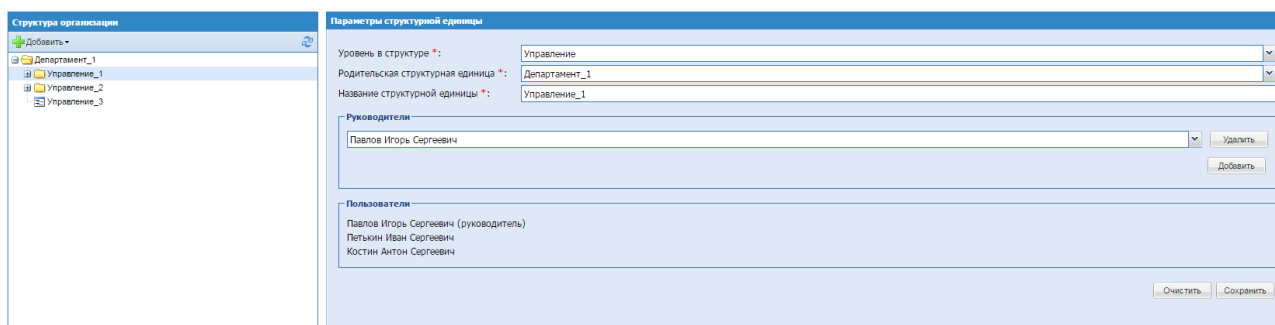 Структура организации
Добавить
Департамент_1
Управление_1
Управление_2
Управление_3
Параметры структурной единицы
Уровень в структуре *: Управление
Родительская структурная единица *: Департамент_1
Название структурной единицы *: Управление_1
Руководители
Павлов Игорь Сергеевич Удалить
Добавить
Пользователи
Павлов Игорь Сергеевич (руководитель)
Петькин Иван Сергеевич
Костин Антон Сергеевич
Очистить Сохранить